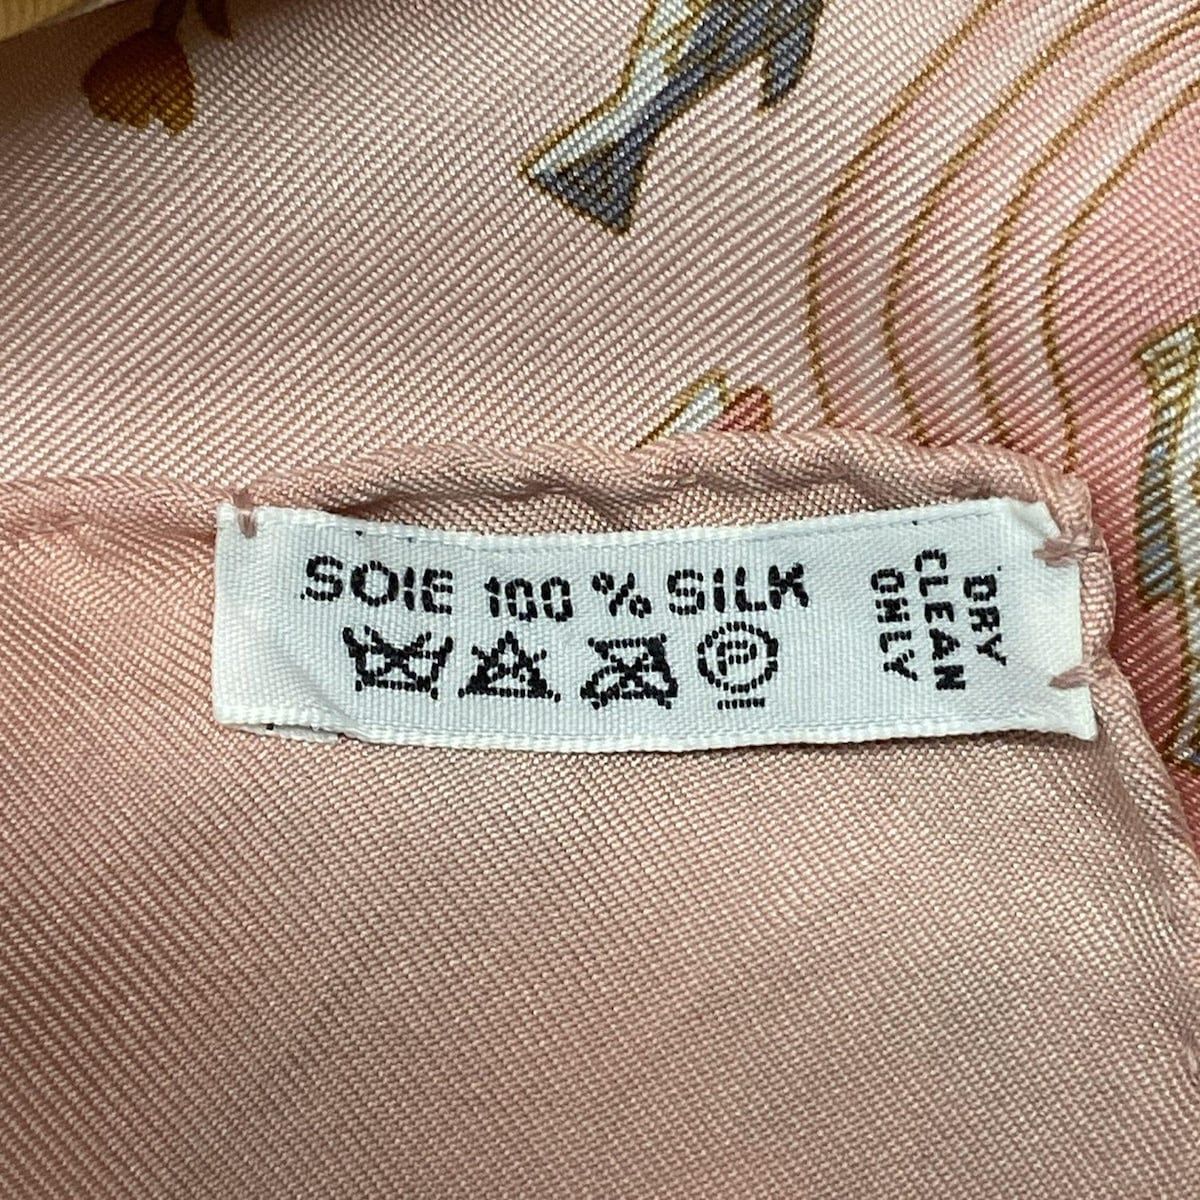 SOIE 100 % SILK
P
DRY
CLEAN
ONLY